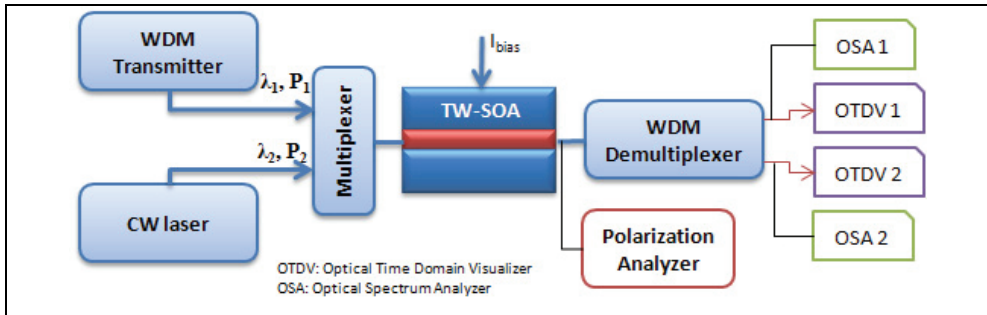 WDM
Transmitter
λ1, P1
λ2, P2
CW laser
Multiplexer
Ibias
TW-SOA
WDM
Demultiplexer
Polarization
Analyzer
OSA 1
OTDV 1
OTDV 2
OSA 2
OTDV: Optical Time Domain Visualizer
OSA: Optical Spectrum Analyzer